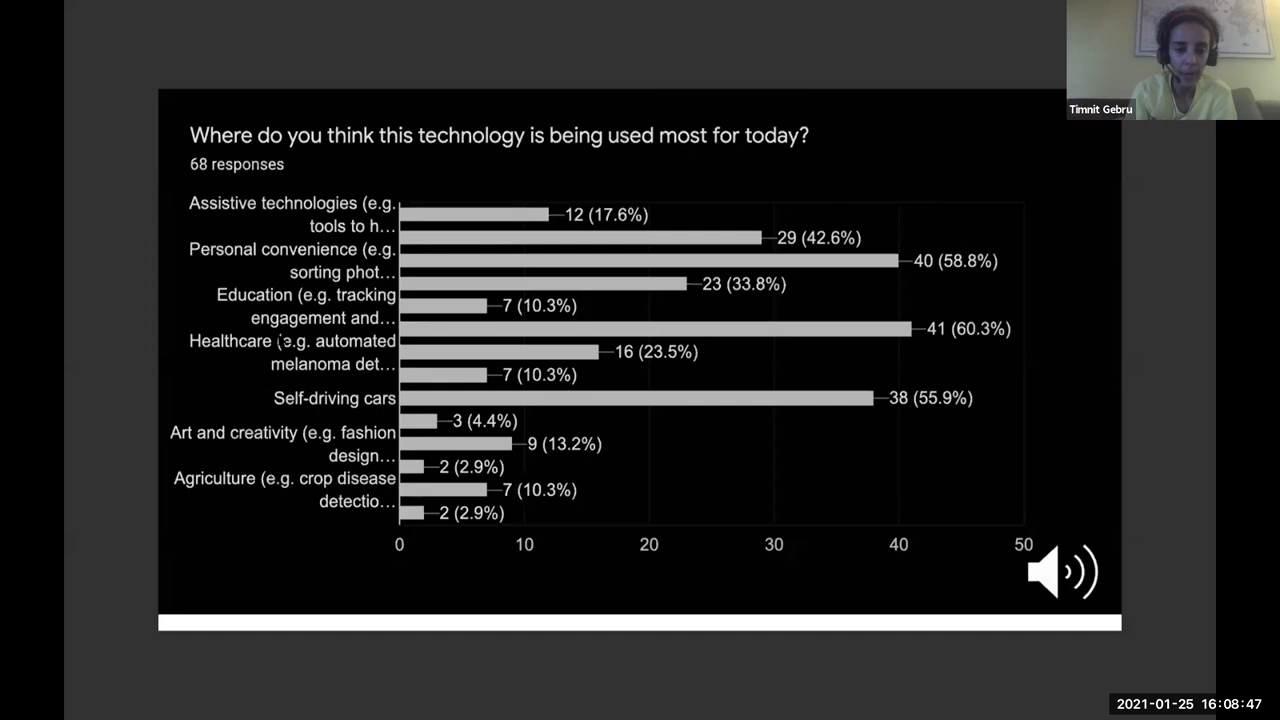 Timnit Gebru
Where do you think this technology is being used most for today?
68 responses
Assistive technologies (e.g.
tools to h…
12 (17.6%)
29 (42.6%)
Personal convenience (e.g.
sorting phot…
40 (58.8%)
23 (33.8%)
Education (e.g. tracking
engagement and…
7 (10.3%)
41 (60.3%)
Healthcare (e.g. automated
melanoma det…
16 (23.5%)
7 (10.3%)
Self-driving cars
38 (55.9%)
3 (4.4%)
Art and creativity (e.g. fashion
design…
9 (13.2%)
2 (2.9%)
Agriculture (e.g. crop disease
detectio…
7 (10.3%)
2 (2.9%)
0 10 20 30 40 50
2021-01-25 16:08:47